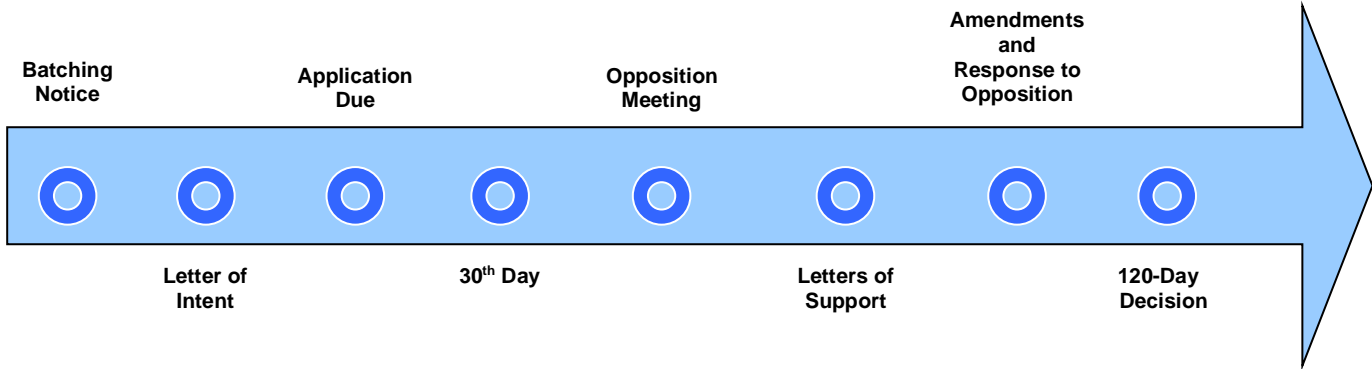 Batching
Notice
Letter of
Intent
Application
Due
30th Day
Opposition
Meeting
Letters of
Support
Amendments
and
Response to
Opposition
120-Day
Decision